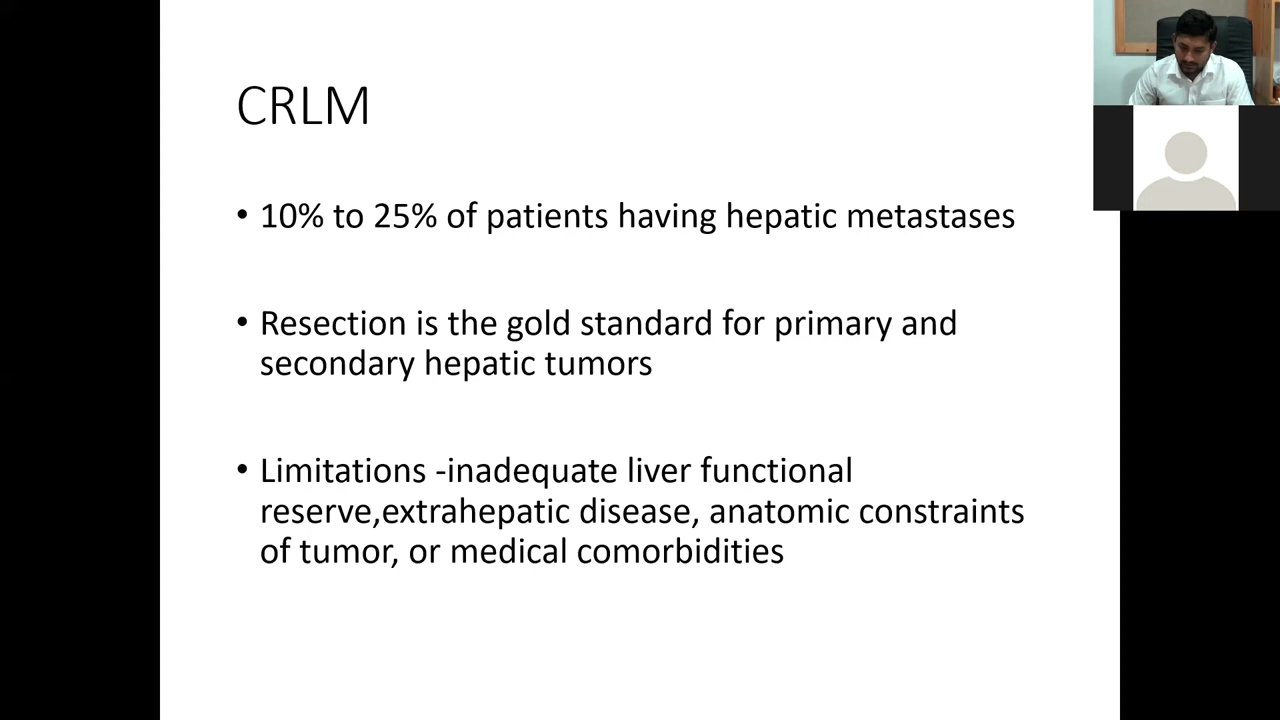 CRLM
• 10% to 25% of patients having hepatic metastases
• Resection is the gold standard for primary and
secondary hepatic tumors
• Limitations -inadequate liver functional
reserve,extrahepatic disease, anatomic constraints
of tumor, or medical comorbidities